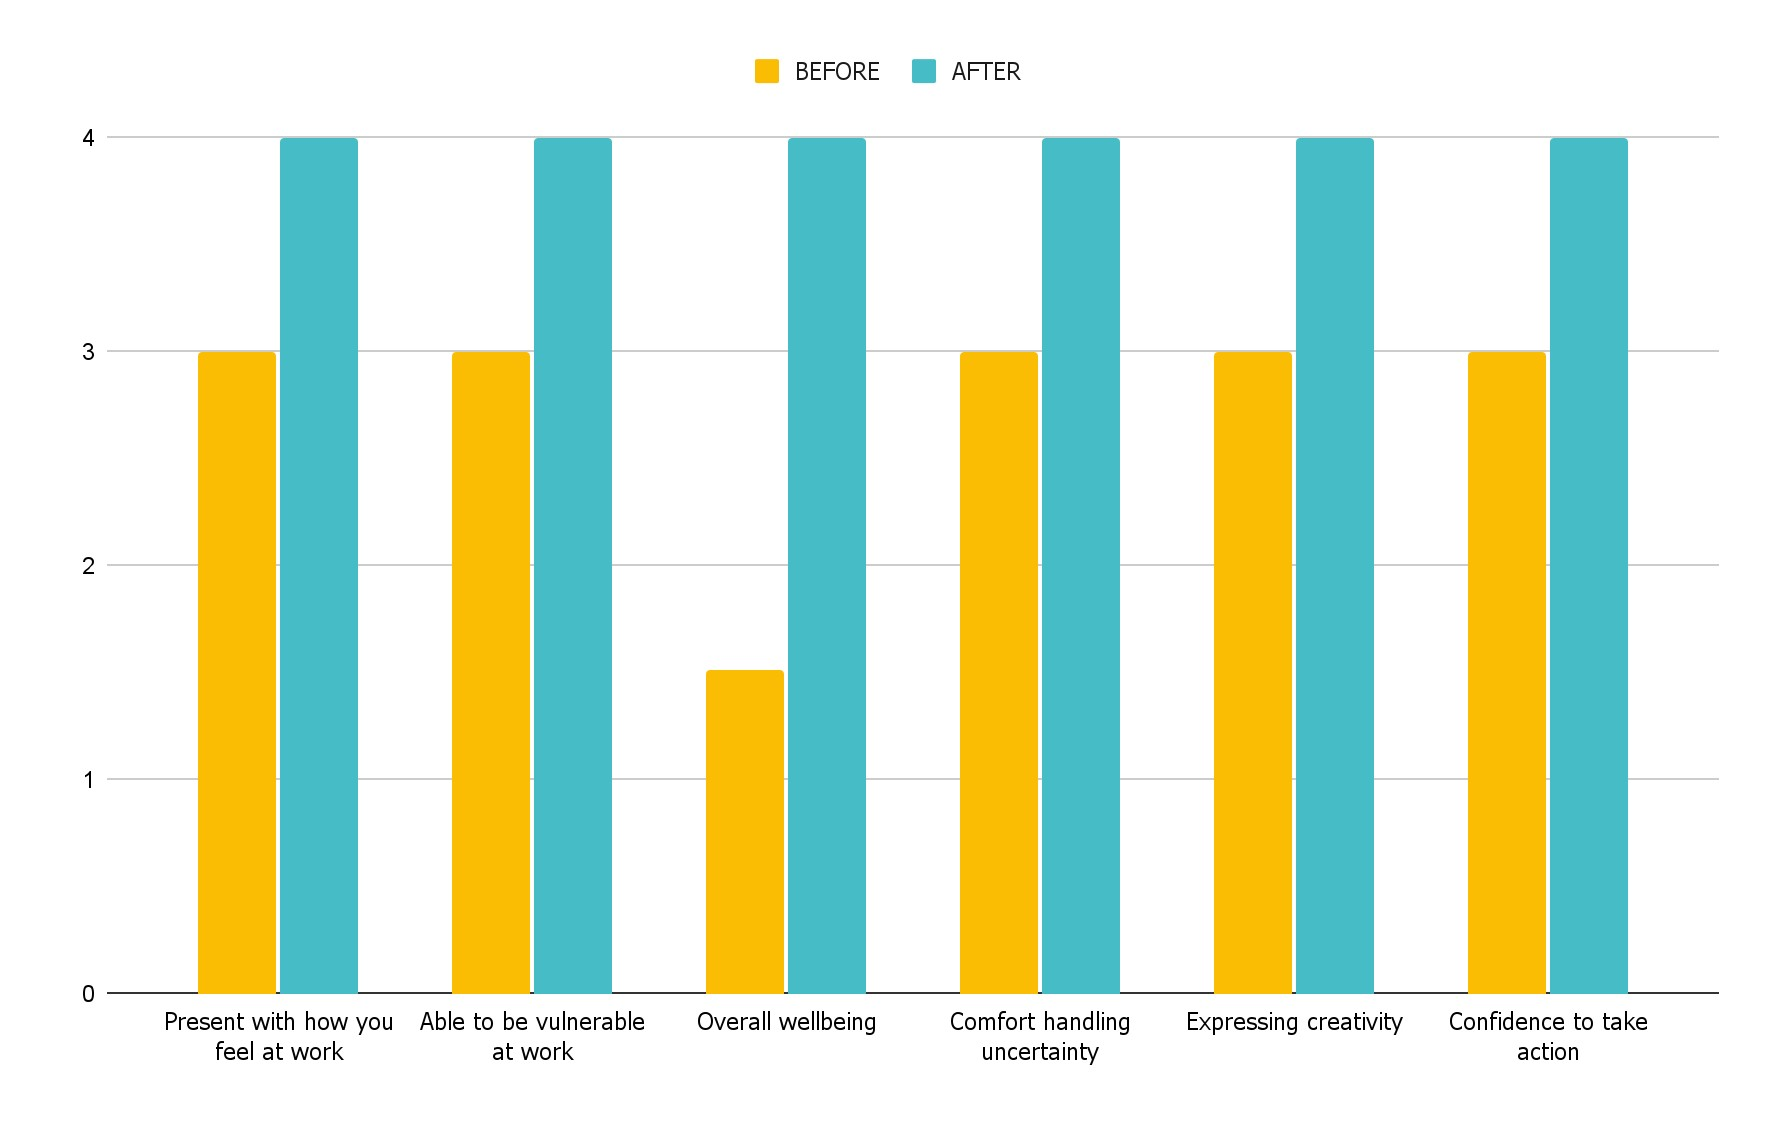 BEFORE AFTER
4
3
2
1
0
Present with how you
feel at work
Able to be vulnerable
at work
Overall wellbeing
Comfort handling
uncertainty
Expressing creativity
Confidence to take
action